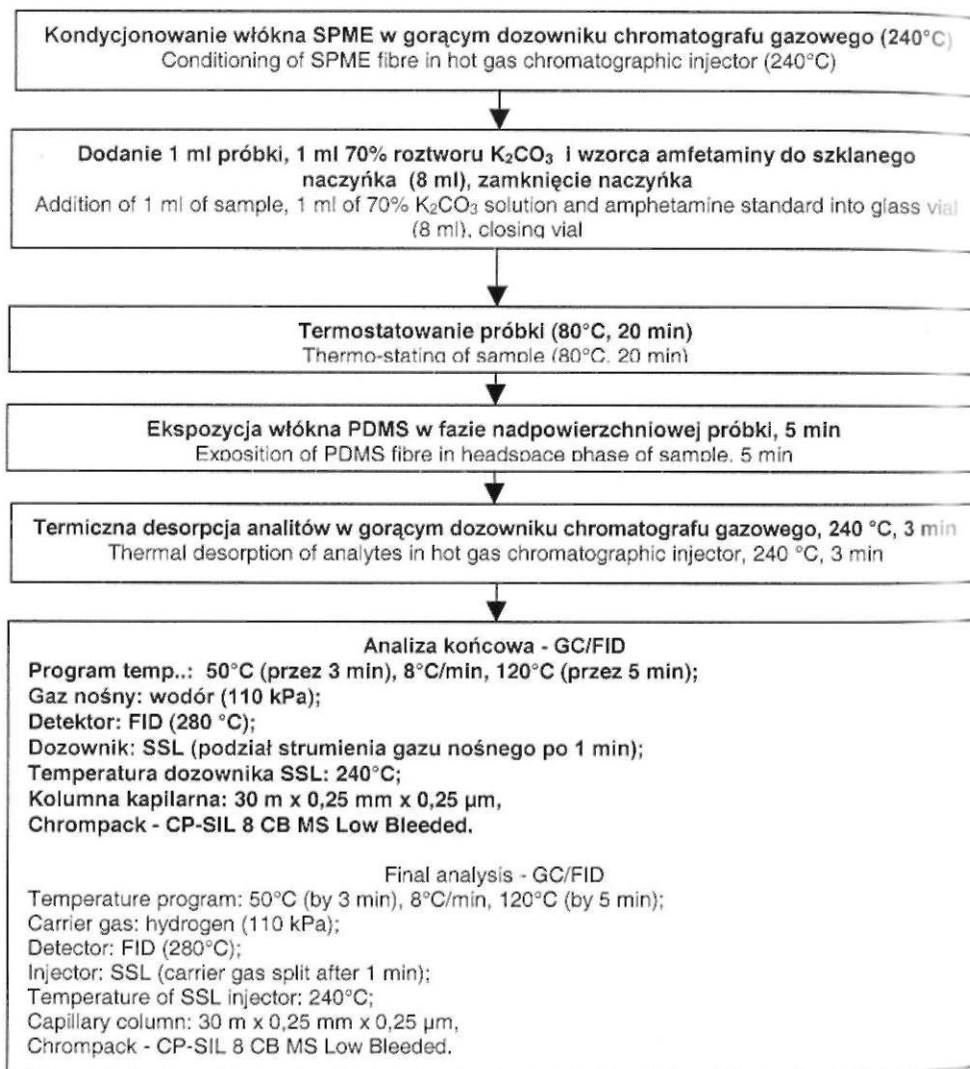 Kondycjonowanie włókna SPME w gorącym dozowniku chromatografu gazowego (240°C)
Conditioning of SPME fibre in hot gas chromatographic injector (240°C)
Dodanie 1 ml próbki, 1 ml 70% roztworu K₂CO₃ i wzorca amfetaminy do szklanego
naczyńka (8 ml), zamknięcie naczyńka
Addition of 1 ml of sample, 1 ml of 70% K₂CO₃ solution and amphetamine standard into glass vial
(8 ml), closing vial
Termostatowanie próbki (80°C, 20 min)
Thermo-stating of sample (80°C, 20 min)
Ekspozycja włókna PDMS w fazie nadpowierzchniowej próbki, 5 min
Exposition of PDMS fibre in headspace phase of sample, 5 min
Termiczna desorpcja analitów w gorącym dozowniku chromatografu gazowego, 240 °C, 3 min
Thermal desorption of analytes in hot gas chromatographic injector, 240 °C, 3 min
Analiza końcowa - GC/FID
Program temp..: 50°C (przez 3 min), 8°C/min, 120°C (przez 5 min);
Gaz nośny: wodór (110 kPa);
Detektor: FID (280 °C);
Dozownik: SSL (podział strumienia gazu nośnego po 1 min);
Temperatura dozownika SSL: 240°C;
Kolumna kapilarna: 30 m x 0,25 mm x 0,25 µm,
Chrompack - CP-SIL 8 CB MS Low Bleeded.
Final analysis - GC/FID
Temperature program: 50°C (by 3 min), 8°C/min, 120°C (by 5 min);
Carrier gas: hydrogen (110 kPa);
Detector: FID (280°C);
Injector: SSL (carrier gas split after 1 min);
Temperature of SSL injector: 240°C;
Capillary column: 30 m x 0,25 mm x 0,25 µm,
Chrompack - CP-SIL 8 CB MS Low Bleeded.